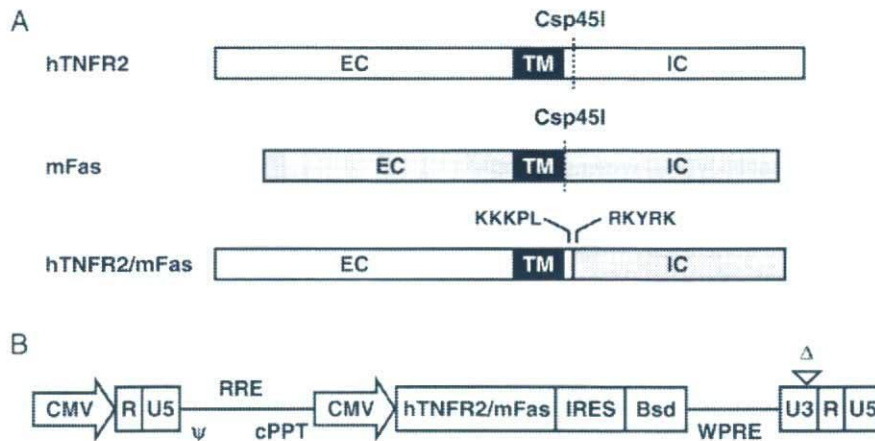 A
Csp45I
hTNFR2
EC TM IC
Csp45I
mFas
EC TM IC
KKKPL RKYRK
hTNFR2/mFas
EC TM IC
B
Δ
CMV R U5 RRE CMV hTNFR2/mFas IRES Bsd U3 R U5
ψ cPPT WPRE